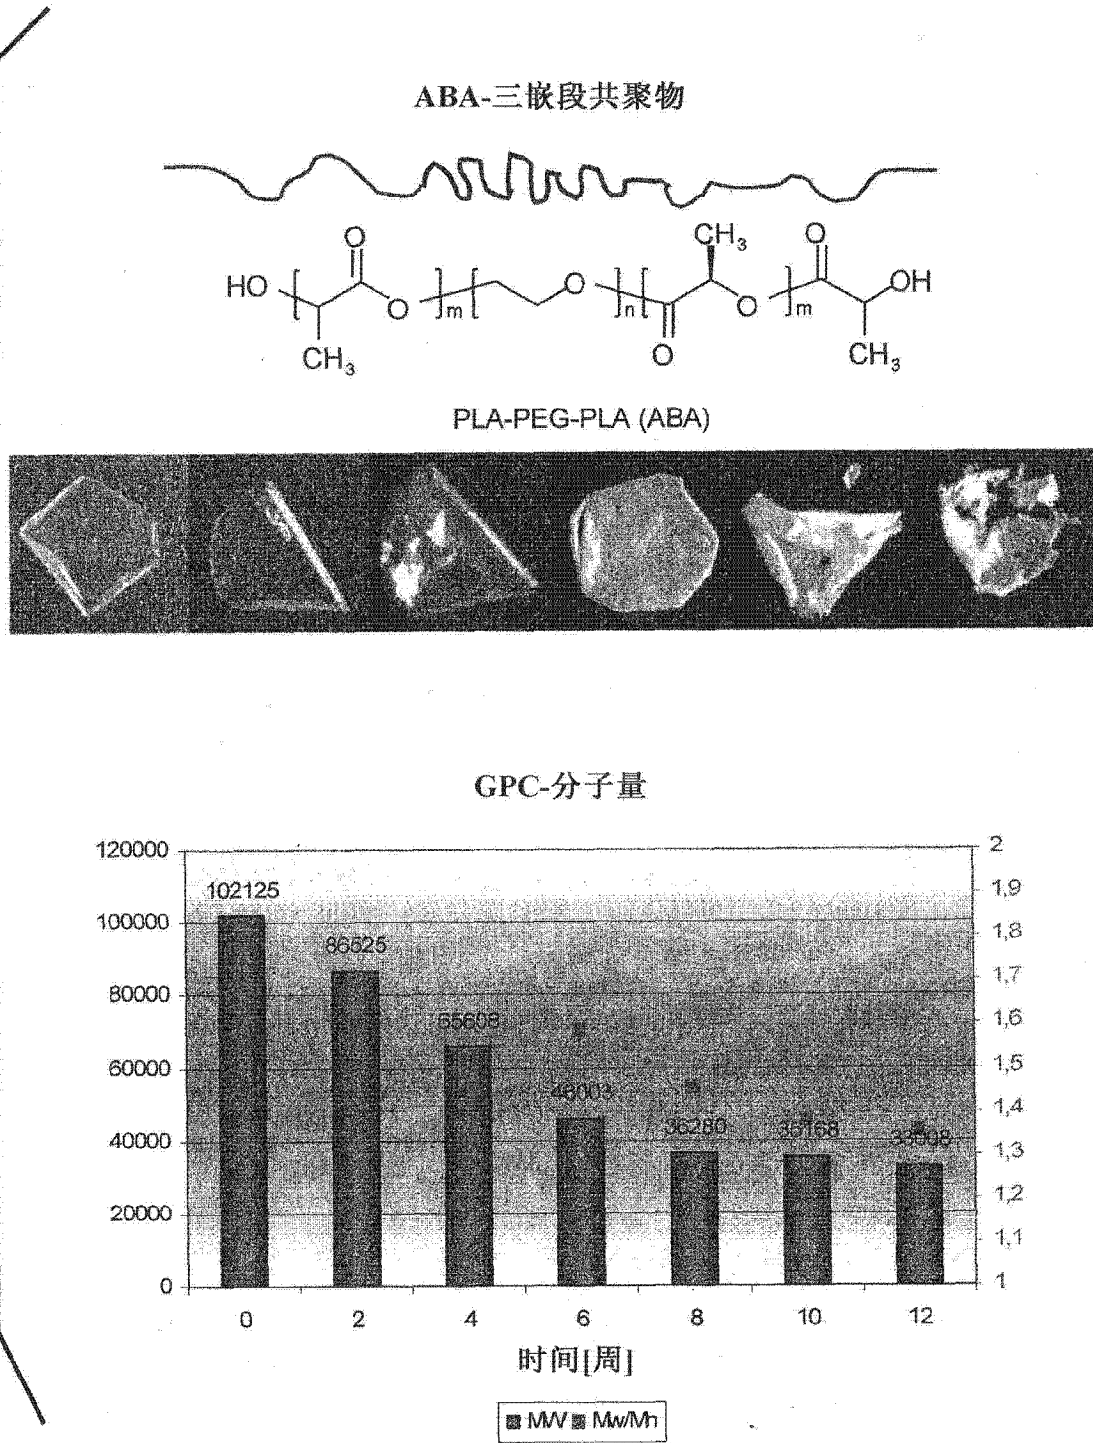 ABA-三嵌段共聚物
HO O O m O n CH3 O O m O OH
CH3 O CH3
PLA-PEG-PLA (ABA)
GPC-分子量
120000 2
102125 1,9
100000 1,8
86525 1,7
80000 1,6
65608 1,5
60000 46003 1,4
40000 36280 35168 33008 1,3
20000 1,2
1,1
0 1
0 2 4 6 8 10 12
时间[周]
MW Mw/Mn